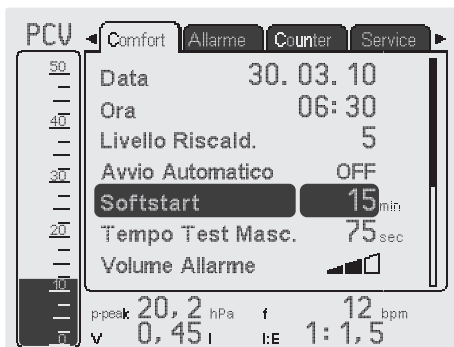 PCV
Comfort Allarme Counter Service
50
40
30
20
10
0
Data 30. 03. 10
Ora 06:30
Livello Riscald. 5
Avvio Automatico OFF
Softstart 15 min
Tempo Test Masc. 75 sec
Volume Allarme
p-peak 20,2 hPa f 12 bpm
V 0,45 l I:E 1:1,5